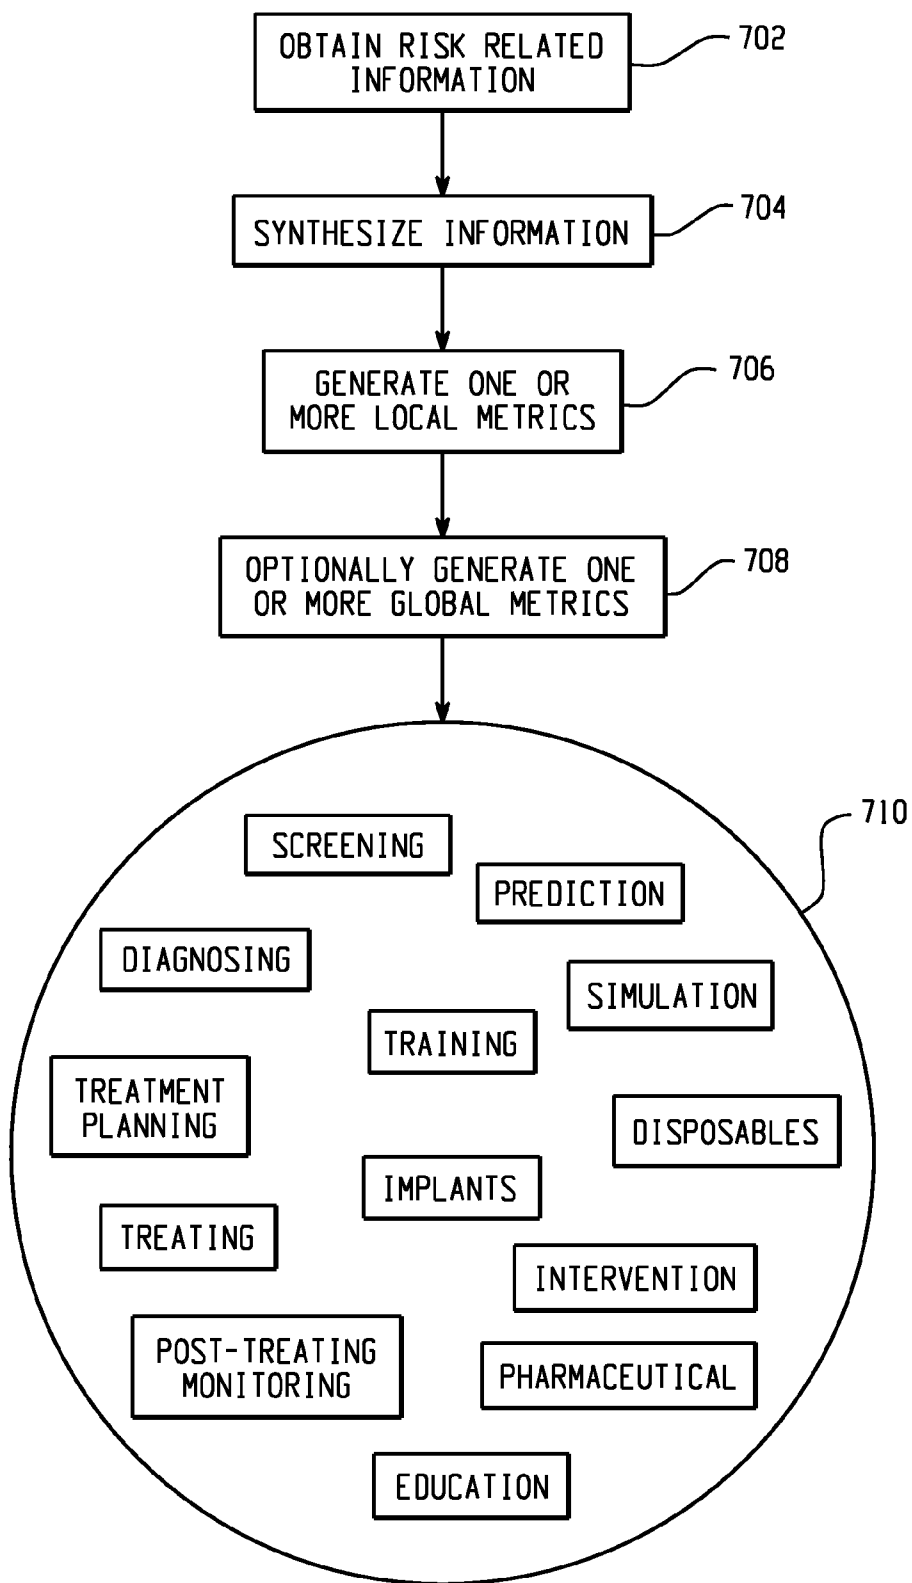 OBTAIN RISK RELATED
INFORMATION
702
SYNTHESIZE INFORMATION
704
GENERATE ONE OR
MORE LOCAL METRICS
706
OPTIONALLY GENERATE ONE
OR MORE GLOBAL METRICS
708
710
SCREENING
PREDICTION
DIAGNOSING
SIMULATION
TRAINING
TREATMENT
PLANNING
DISPOSABLES
IMPLANTS
TREATING
INTERVENTION
POST-TREATING
MONITORING
PHARMACEUTICAL
EDUCATION